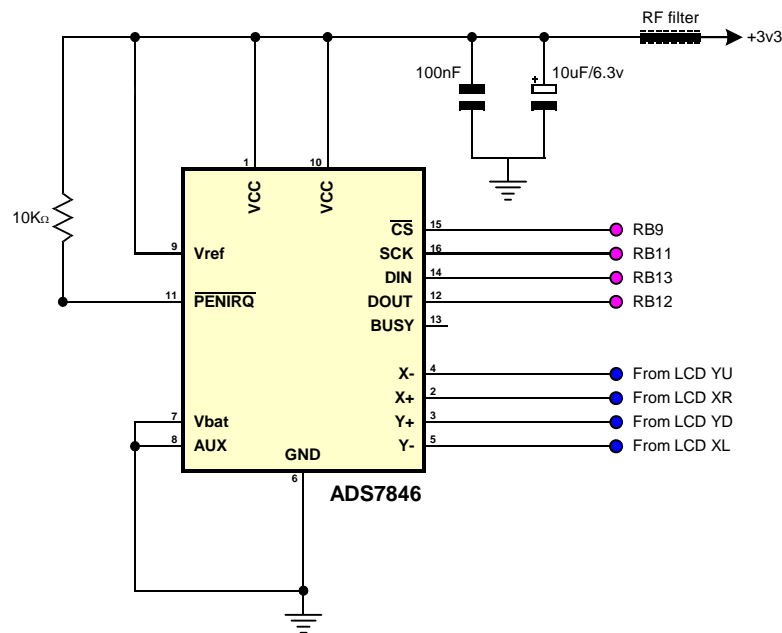 RF filter
+3v3
100nF
+
10uF/6.3v
1
10
VCC
VCC
10KΩ
CS
15
RB9
SCK
16
RB11
9
Vref
DIN
14
RB13
11
PENIRQ
DOUT
12
RB12
BUSY
13
X-
4
From LCD YU
X+
2
From LCD XR
7
Vbat
Y+
3
From LCD YD
8
AUX
Y-
5
From LCD XL
GND
6
ADS7846